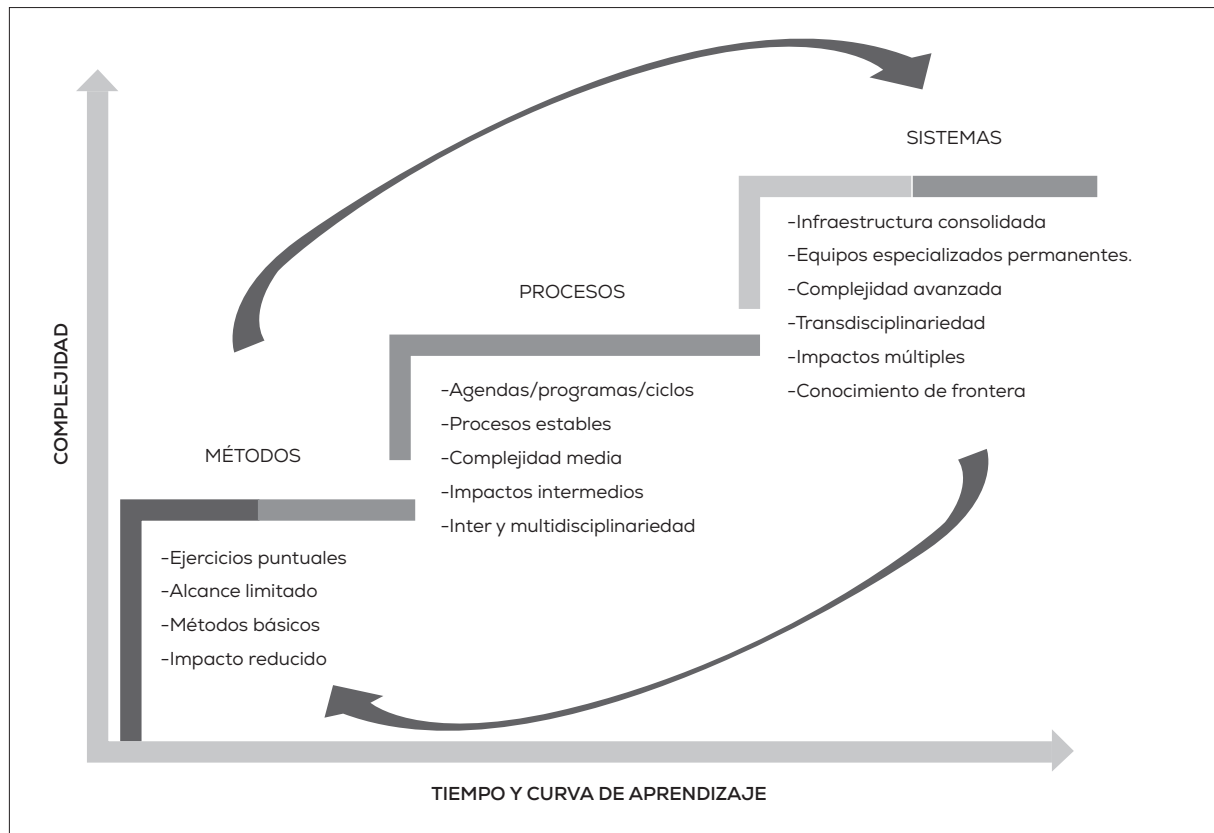 SISTEMAS
-Infraestructura consolidada
-Equipos especializados permanentes.
-Complejidad avanzada
-Transdisciplinariedad
-Impactos múltiples
-Conocimiento de frontera
PROCESOS
-Agendas/programas/ciclos
-Procesos estables
-Complejidad media
-Impactos intermedios
-Inter y multidisciplinariedad
MÉTODOS
-Ejercicios puntuales
-Alcance limitado
-Métodos básicos
-Impacto reducido
COMPLEJIDAD
TIEMPO Y CURVA DE APRENDIZAJE